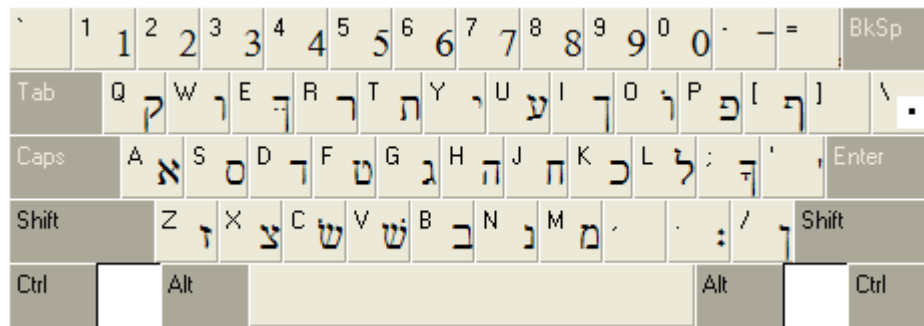 ` 1 1 2 2 3 3 4 4 5 5 6 6 7 7 8 8 9 9 0 0 - – = BkSp
Tab Q ק W ו E ךְ R ר T ת Y י U ע I ך O וֹ P פ [ ף ] \ .
Caps A א S ס D ד F ט G ג H ה J ח K כ L ל ; ךָ ' ' Enter
Shift Z ז X צ C שׂ V שׁ B ב N נ M מ , . : / ן Shift
Ctrl Alt Alt Ctrl